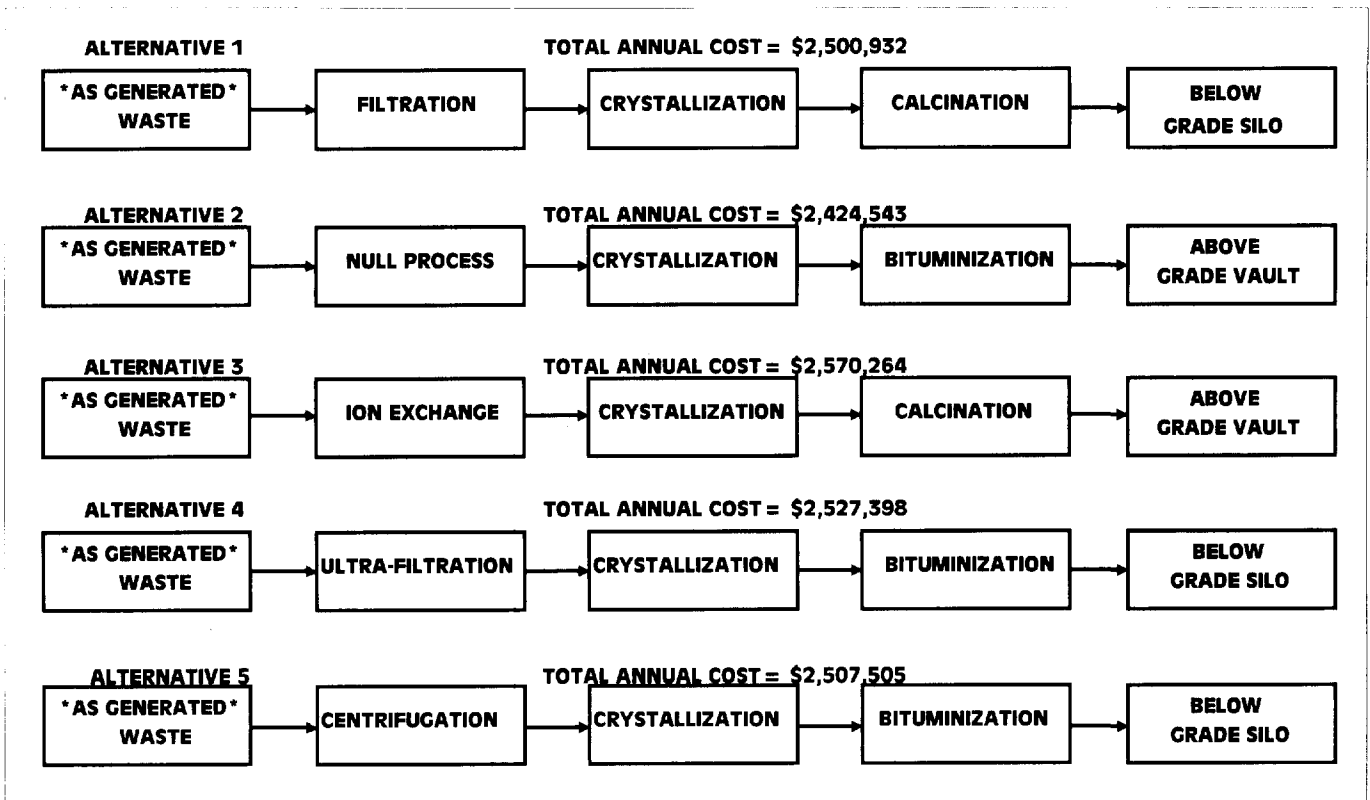 ALTERNATIVE 1
TOTAL ANNUAL COST = $2,500,932
*AS GENERATED*
WASTE
FILTRATION
CRYSTALLIZATION
CALCINATION
BELOW
GRADE SILO
ALTERNATIVE 2
TOTAL ANNUAL COST = $2,424,543
*AS GENERATED*
WASTE
NULL PROCESS
CRYSTALLIZATION
BITUMINIZATION
ABOVE
GRADE VAULT
ALTERNATIVE 3
TOTAL ANNUAL COST = $2,570,264
*AS GENERATED*
WASTE
ION EXCHANGE
CRYSTALLIZATION
CALCINATION
ABOVE
GRADE VAULT
ALTERNATIVE 4
TOTAL ANNUAL COST = $2,527,398
*AS GENERATED*
WASTE
ULTRA-FILTRATION
CRYSTALLIZATION
BITUMINIZATION
BELOW
GRADE SILO
ALTERNATIVE 5
TOTAL ANNUAL COST = $2,507,505
*AS GENERATED*
WASTE
CENTRIFUGATION
CRYSTALLIZATION
BITUMINIZATION
BELOW
GRADE SILO